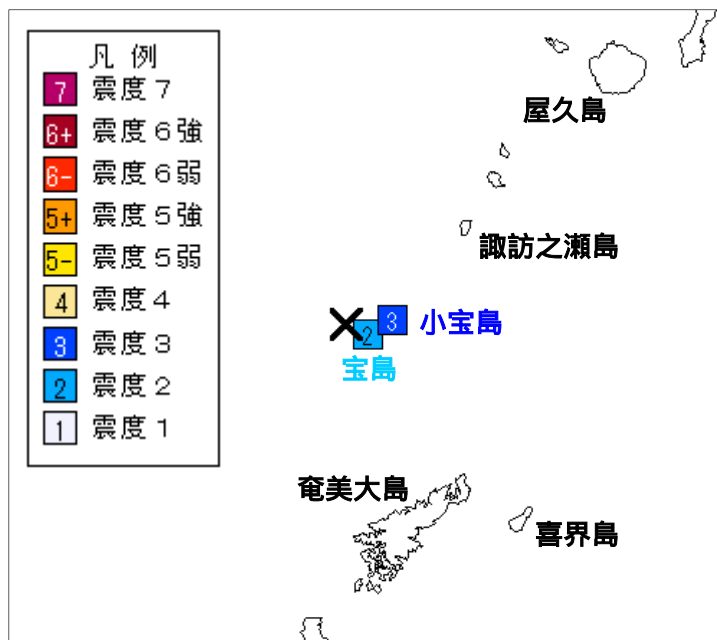 凡 例
7 震度7
6+ 震度6強
6- 震度6弱
5+ 震度5強
5- 震度5弱
4 震度4
3 震度3
2 震度2
1 震度1
屋久島
諏訪之瀬島
3 小宝島
2
宝島
奄美大島
喜界島